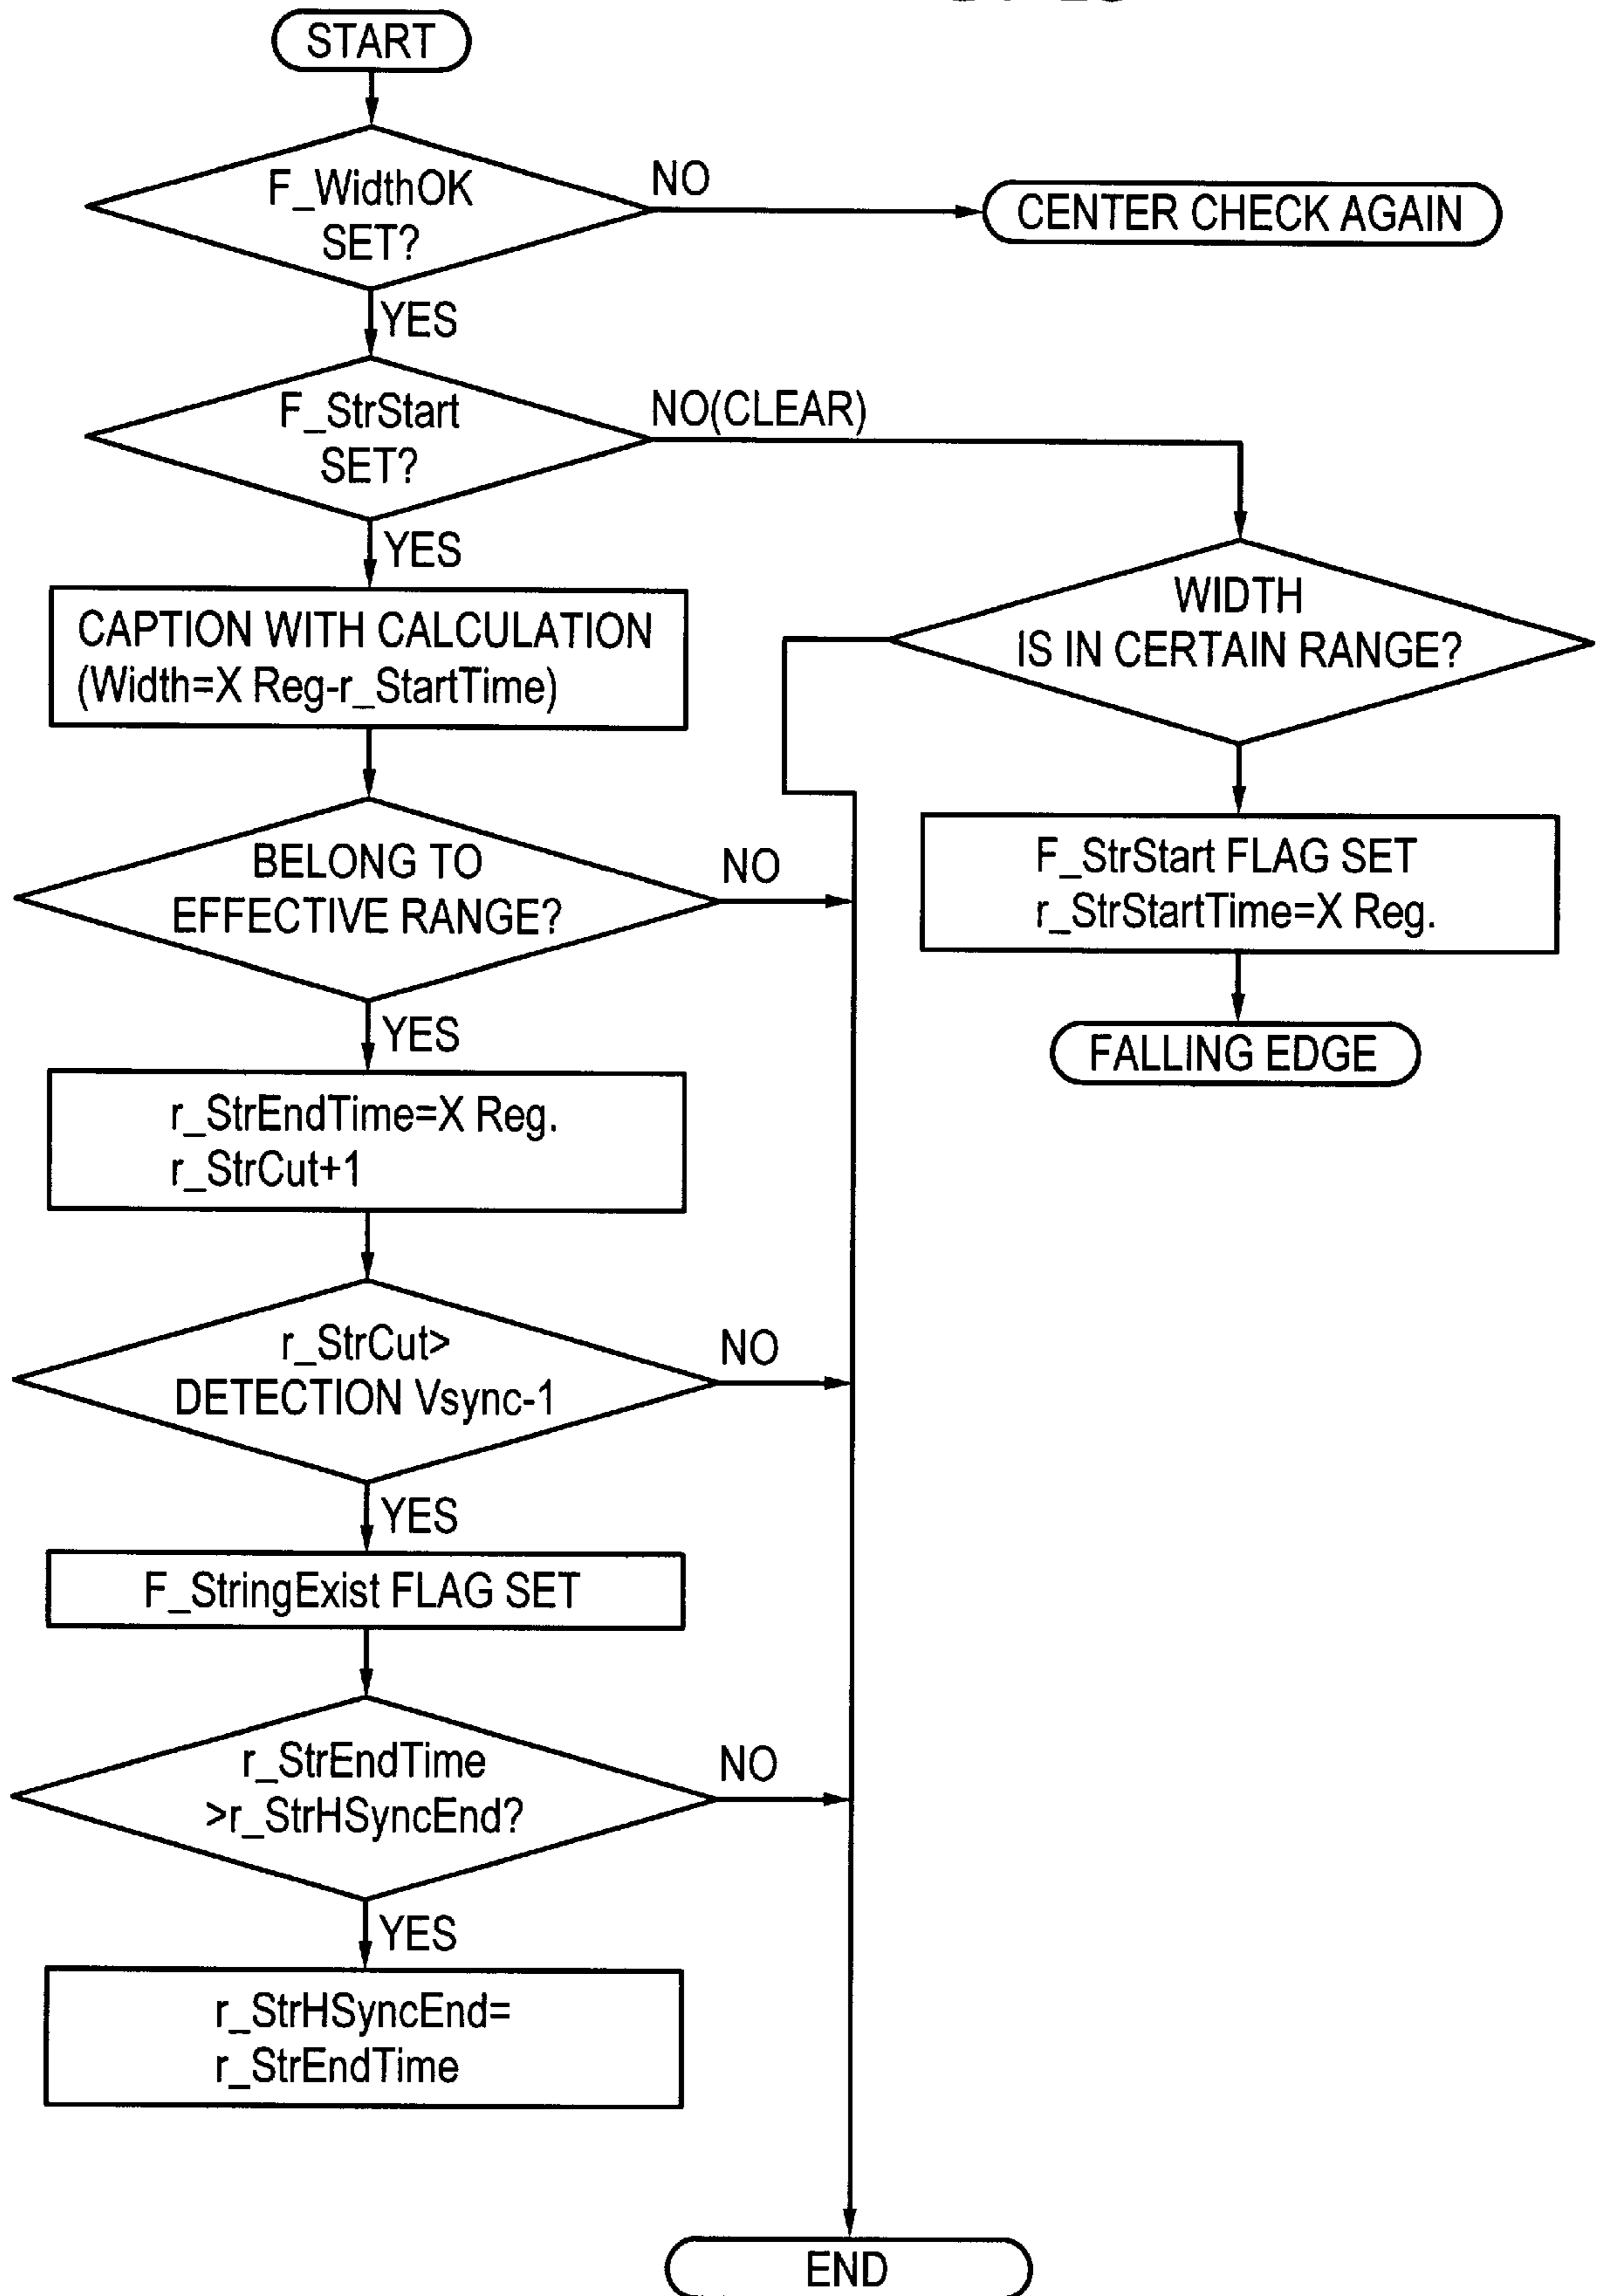 START
F_WidthOK
SET?
NO
CENTER CHECK AGAIN
YES
F_StrStart
SET?
NO(CLEAR)
YES
CAPTION WITH CALCULATION
(Width=X Reg-r_StartTime)
WIDTH
IS IN CERTAIN RANGE?
BELONG TO
EFFECTIVE RANGE?
NO
F_StrStart FLAG SET
r_StrStartTime=X Reg.
YES
FALLING EDGE
r_StrEndTime=X Reg.
r_StrCut+1
r_StrCut>
DETECTION Vsync-1
NO
YES
F_StringExist FLAG SET
r_StrEndTime
>r_StrHSyncEnd?
NO
YES
r_StrHSyncEnd=
r_StrEndTime
END